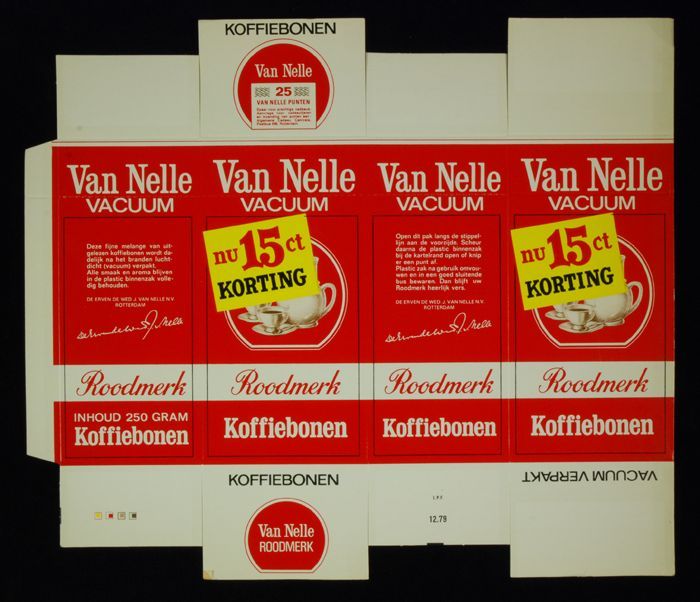 KOFFIEBONEN
Van Nelle
25
VAN NELLE PUNTEN
Van Nelle
VACUUM
Deze fijne melange van uit-
gelezen koffiebonen wordt da-
delijk na het branden lucht-
dicht (vacuum) verpakt.
Alle smaak en aroma blijven
in de plastic binnenzak volle-
dig behouden.
DE ERVEN DE WED. J. VAN NELLE N.V.
ROTTERDAM
Roodmerk
INHOUD 250 GRAM
Koffiebonen
Van Nelle
VACUUM
nu 15 ct
KORTING
Roodmerk
Koffiebonen
Van Nelle
VACUUM
Open dit pak langs de stippel-
lijn aan de voorzijde. Scheur
daarna de plastic binnenzak
bij de kartelrand open of knip
er een punt af.
Plastic zak na gebruik omvou-
wen en in een goed sluitende
bus bewaren. Dan blijft uw
Roodmerk heerlijk vers.
DE ERVEN DE WED. J. VAN NELLE N.V.
ROTTERDAM
Roodmerk
Koffiebonen
Van Nelle
VACUUM
nu 15 ct
KORTING
Roodmerk
Koffiebonen
KOFFIEBONEN
Van Nelle
ROODMERK
12.79
VACUUM VERPAKT